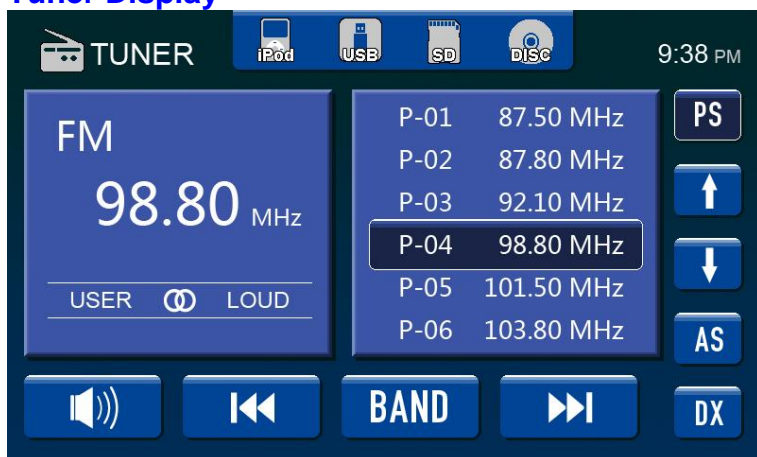 Tuner Display
TUNER
iPod
USB
SD
DISC
9:38 PM
FM
98.80 MHz
USER LOUD
P-01 87.50 MHz
P-02 87.80 MHz
P-03 92.10 MHz
P-04 98.80 MHz
P-05 101.50 MHz
P-06 103.80 MHz
PS
AS
DX
BAND